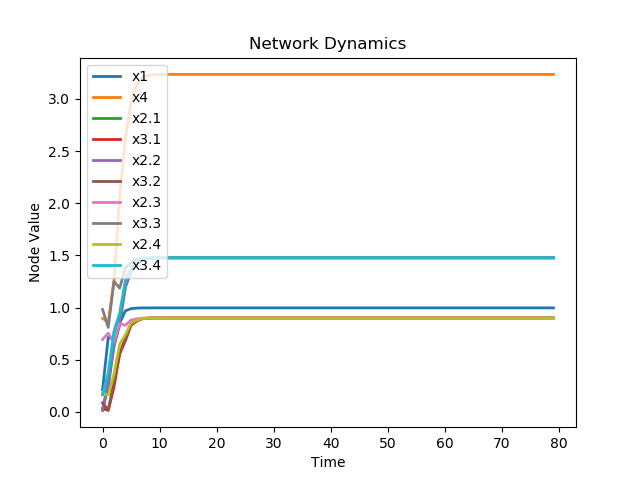 Network Dynamics
x1
x4
x2.1
x3.1
x2.2
x3.2
x2.3
x3.3
x2.4
x3.4
Node Value
3.0
2.5
2.0
1.5
1.0
0.5
0.0
0 10 20 30 40 50 60 70 80
Time